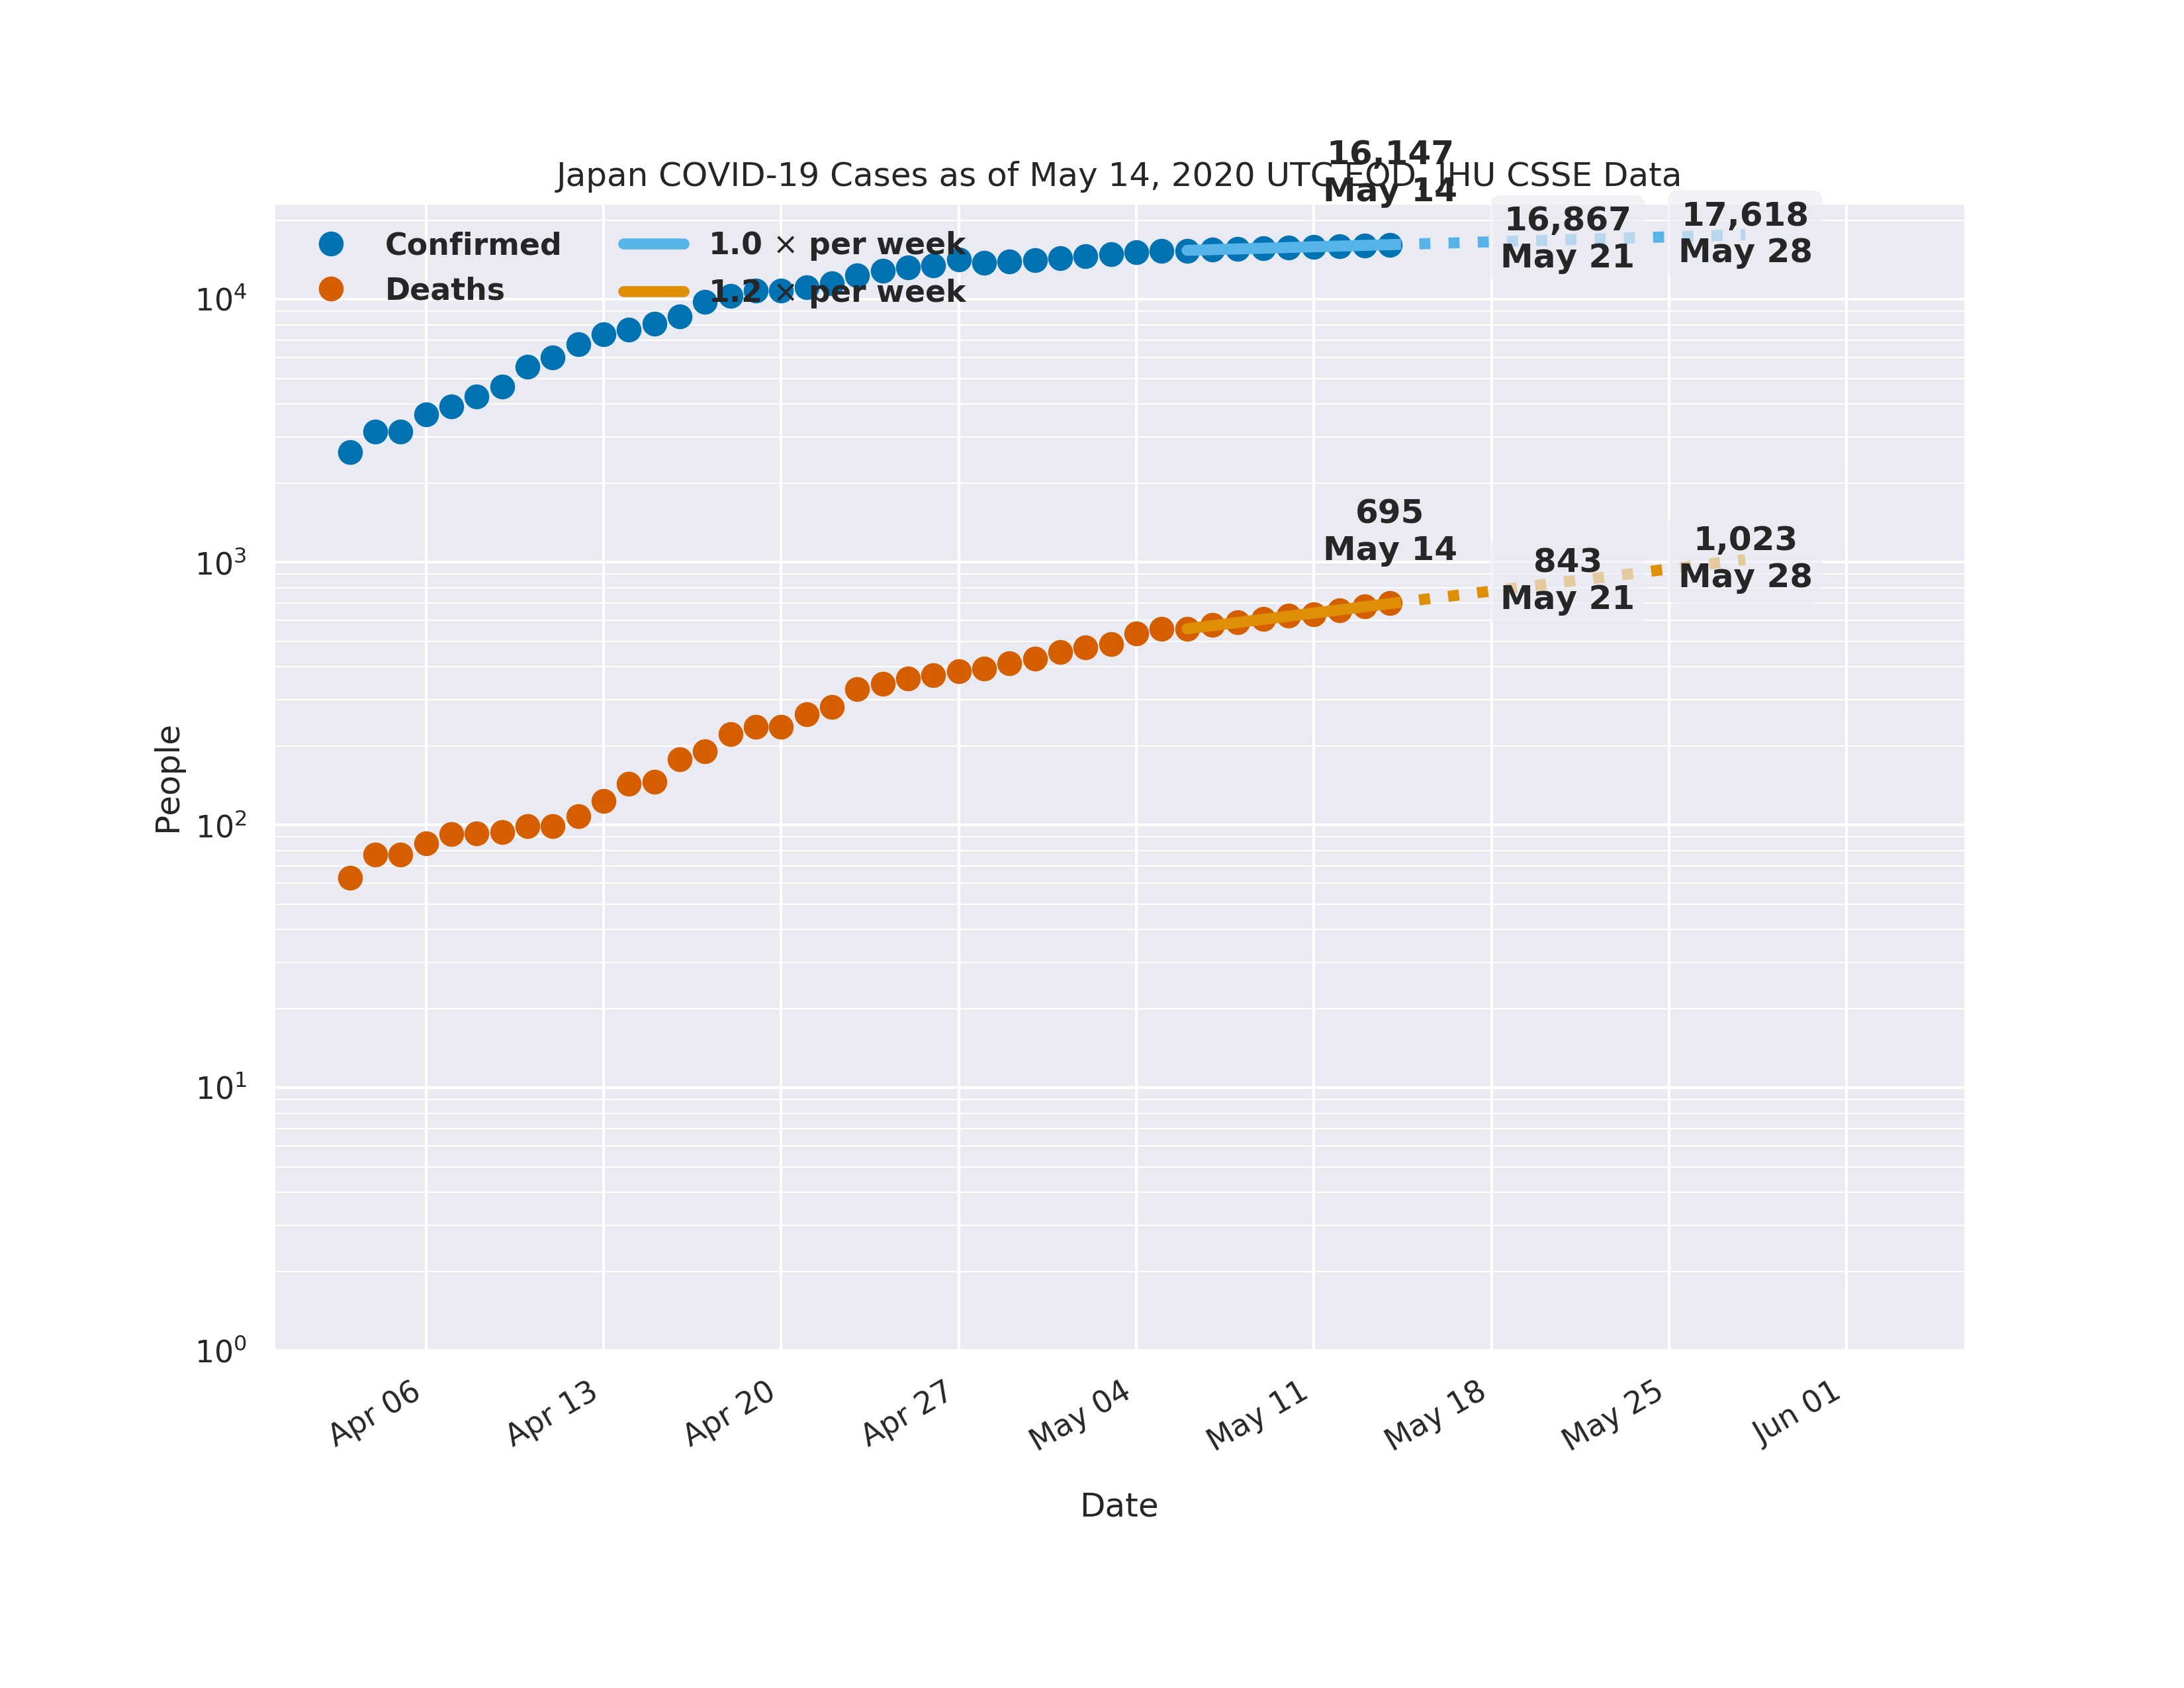 16,147
May 14
Japan COVID-19 Cases as of May 14, 2020 UTC EOD, JHU CSSE Data
16,867
May 21
17,618
May 28
Confirmed
Deaths
1.0 × per week
1.2 × per week
695
May 14
843
May 21
1,023
May 28
People
10⁴
10³
10²
10¹
10⁰
Apr 06
Apr 13
Apr 20
Apr 27
May 04
May 11
May 18
May 25
Jun 01
Date